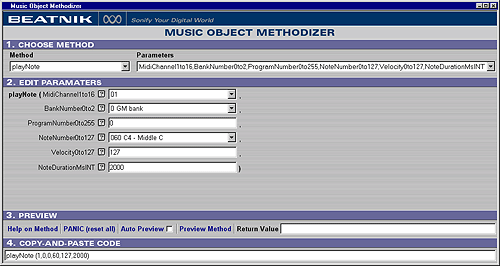 Music Object Methodizer
BEATNIK Sonify Your Digital World
MUSIC OBJECT METHODIZER
1. CHOOSE METHOD
Method Parameters
playNote MidiChannel1to16,BankNumber0to2,ProgramNumber0to255,NoteNumber0to127,Velocity0to127,NoteDurationMsINT
2. EDIT PARAMATERS
playNote ( MidiChannel1to16 ? 01 ,
BankNumber0to2 ? 0 GM bank ,
ProgramNumber0to255 ? 0 ,
NoteNumber0to127 ? 060 C4 - Middle C ,
Velocity0to127 ? 127 ,
NoteDurationMsINT ? 2000 )
3. PREVIEW
Help on Method PANIC (reset all) Auto Preview Preview Method Return Value
4. COPY-AND-PASTE CODE
playNote (1,0,0,60,127,2000)